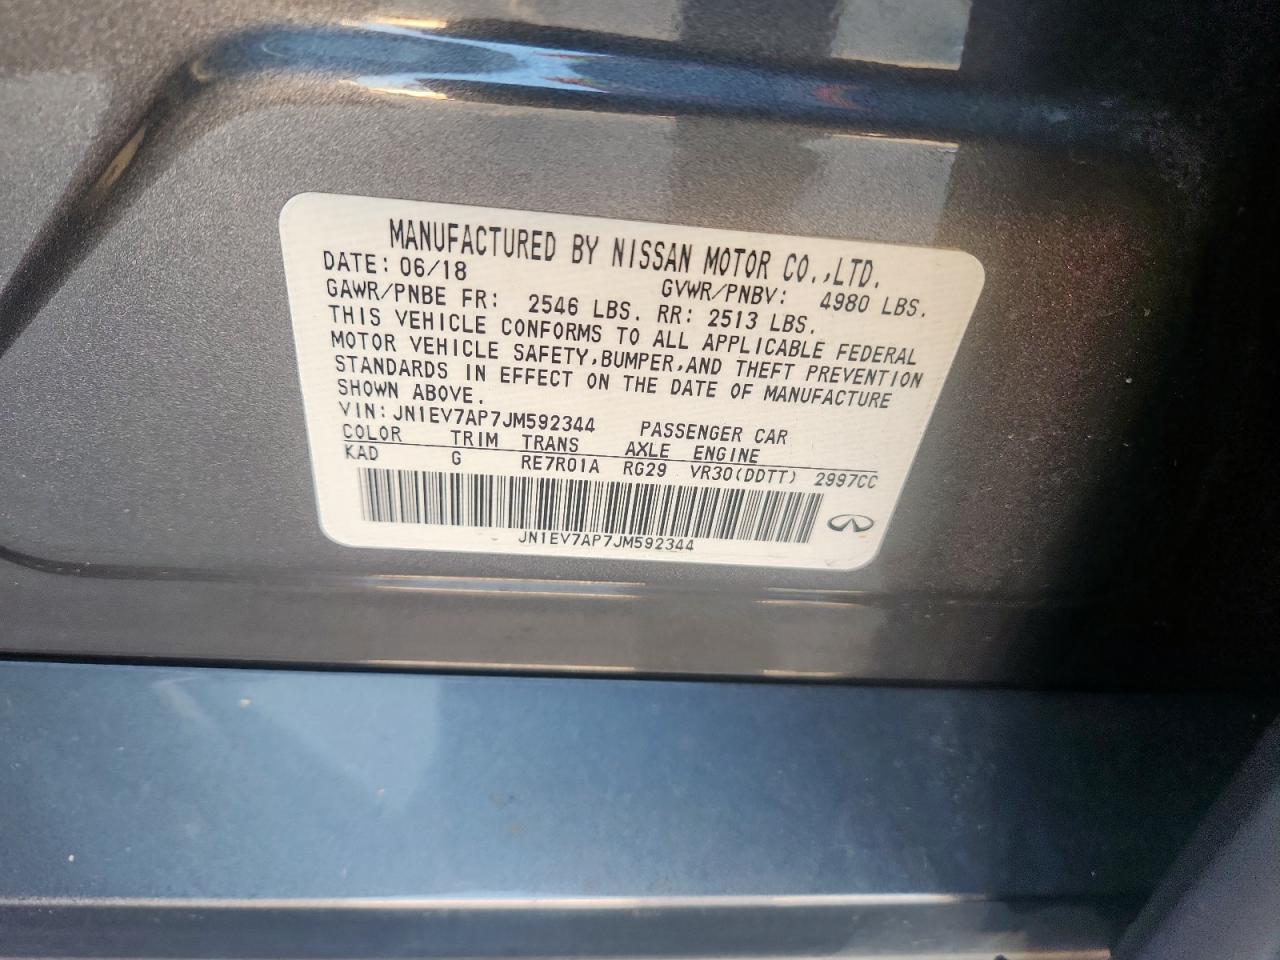 MANUFACTURED BY NISSAN MOTOR CO.,LTD.
DATE: 06/18 GVWR/PNBV: 4980 LBS.
GAWR/PNBE FR: 2546 LBS. RR: 2513 LBS.
THIS VEHICLE CONFORMS TO ALL APPLICABLE FEDERAL
MOTOR VEHICLE SAFETY,BUMPER,AND THEFT PREVENTION
STANDARDS IN EFFECT ON THE DATE OF MANUFACTURE
SHOWN ABOVE.
VIN: JN1EV7AP7JM592344 PASSENGER CAR
COLOR TRIM TRANS AXLE ENGINE
KAD G RE7R01A RG29 VR30(DDTT) 2997CC
JN1EV7AP7JM592344